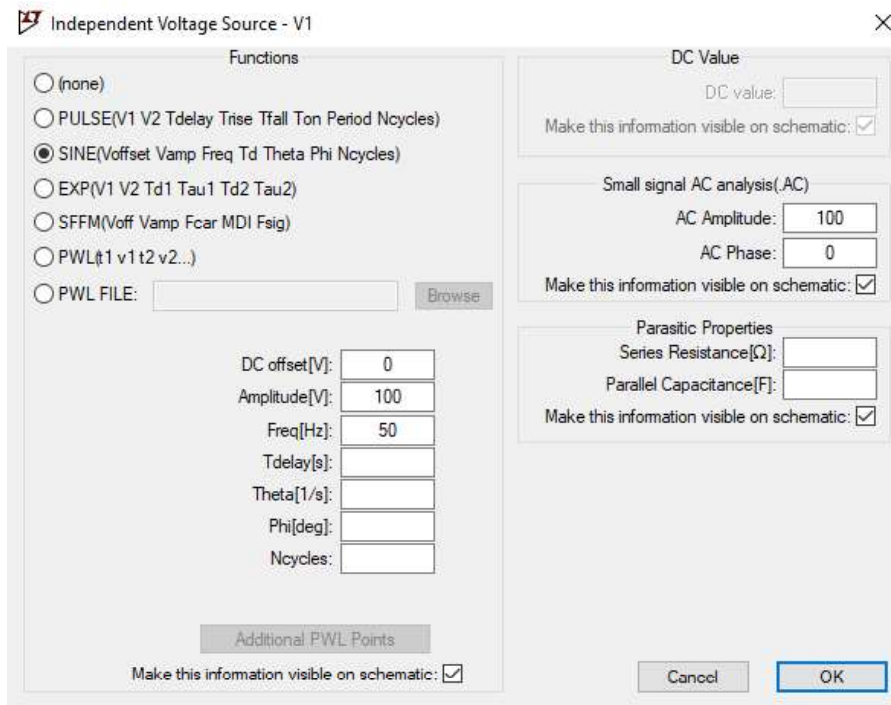 Independent Voltage Source - V1
Functions
(none)
PULSE(V1 V2 Tdelay Trise Tfall Ton Period Ncycles)
SINE(Voffset Vamp Freq Td Theta Phi Ncycles)
EXP(V1 V2 Td1 Tau1 Td2 Tau2)
SFFM(Voff Vamp Fcar MDI Fsig)
PWL(t1 v1 t2 v2...)
PWL FILE:
Browse
DC offset[V]: 0
Amplitude[V]: 100
Freq[Hz]: 50
Tdelay[s]:
Theta[1/s]:
Phi[deg]:
Ncycles:
Additional PWL Points
Make this information visible on schematic:
DC Value
DC value:
Make this information visible on schematic:
Small signal AC analysis(.AC)
AC Amplitude: 100
AC Phase: 0
Make this information visible on schematic:
Parasitic Properties
Series Resistance[Ω]:
Parallel Capacitance[F]:
Make this information visible on schematic:
Cancel
OK